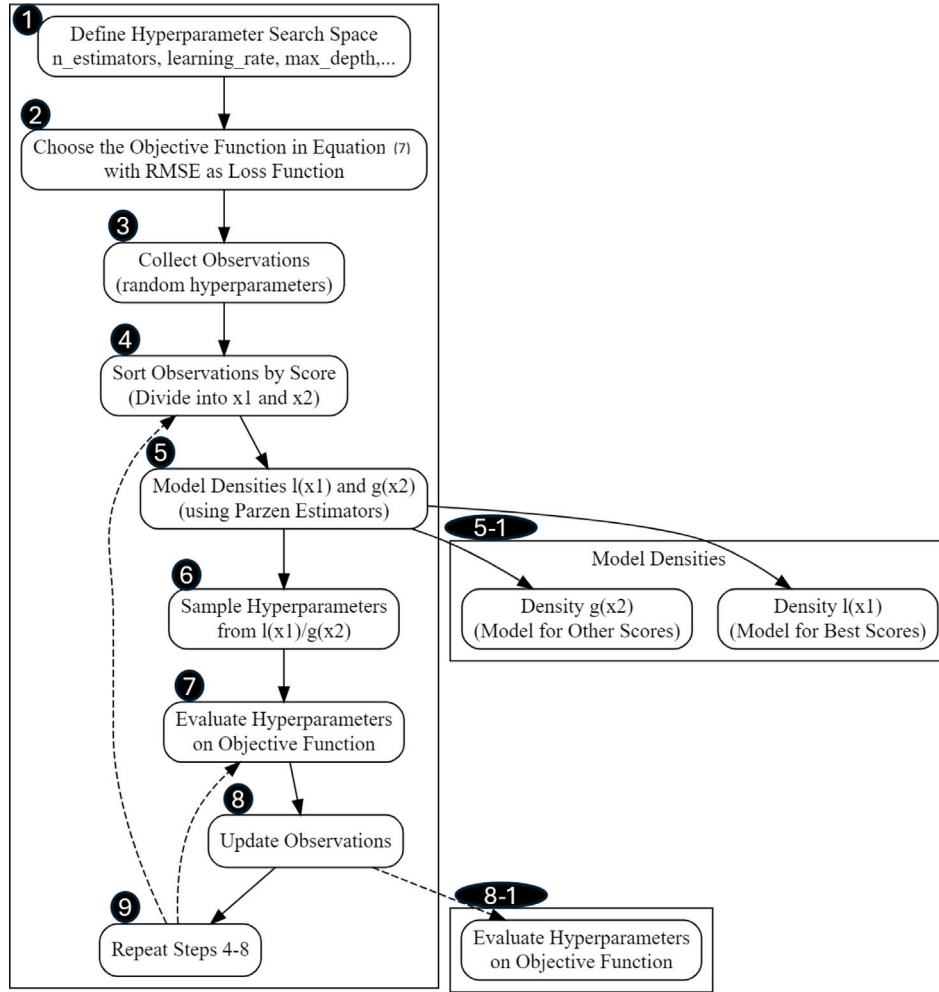 1
Define Hyperparameter Search Space
n_estimators, learning_rate, max_depth,...
2
Choose the Objective Function in Equation (7)
with RMSE as Loss Function
3
Collect Observations
(random hyperparameters)
4
Sort Observations by Score
(Divide into x1 and x2)
5
Model Densities l(x1) and g(x2)
(using Parzen Estimators)
5-1
Model Densities
Density g(x2)
(Model for Other Scores)
Density l(x1)
(Model for Best Scores)
6
Sample Hyperparameters
from l(x1)/g(x2)
7
Evaluate Hyperparameters
on Objective Function
8
Update Observations
8-1
Evaluate Hyperparameters
on Objective Function
9
Repeat Steps 4-8